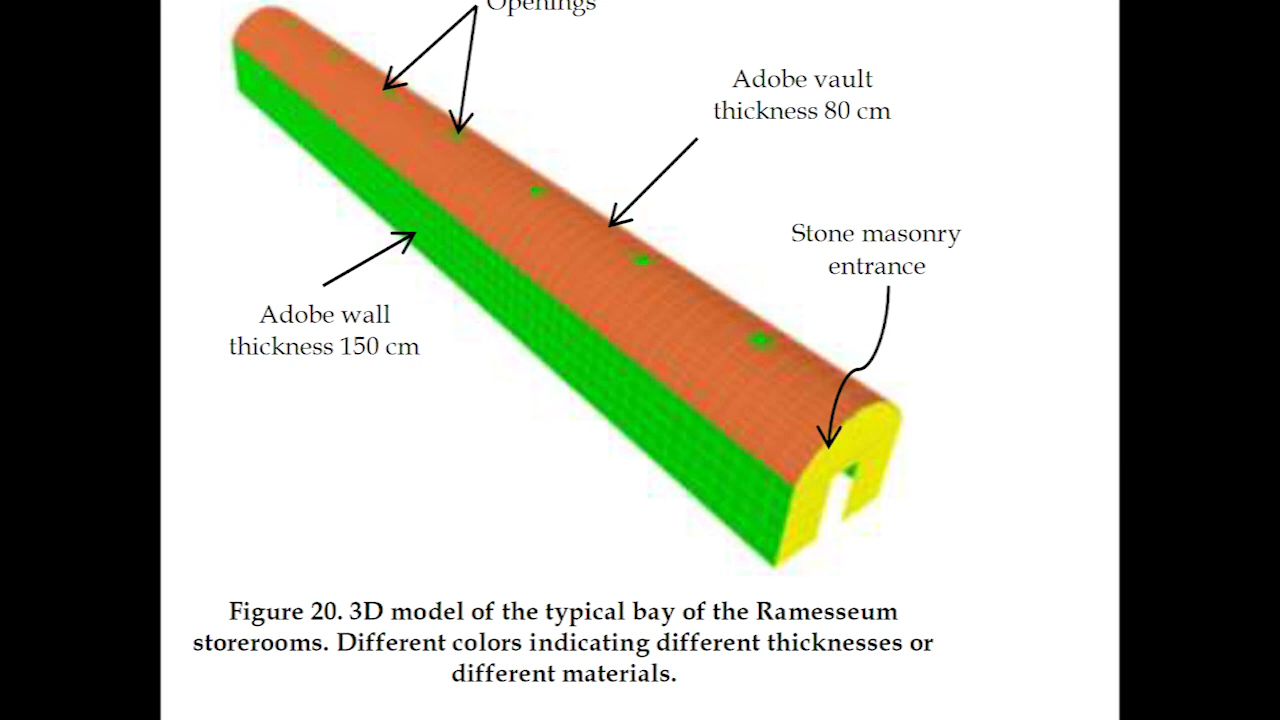 Openings
Adobe vault
thickness 80 cm
Stone masonry
entrance
Adobe wall
thickness 150 cm
Figure 20. 3D model of the typical bay of the Ramesseum
storerooms. Different colors indicating different thicknesses or
different materials.